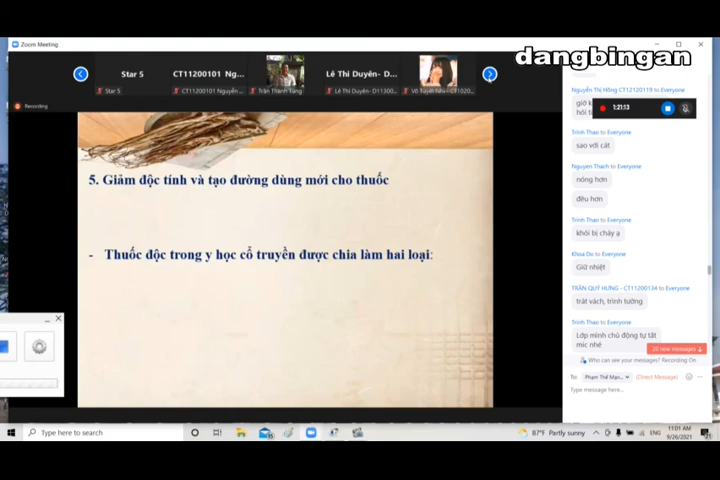 Zoom Meeting
dangbingan
Star 5
CT11200101 Ng...
Lê Thi Duyên- D...
Star 5
CT11200101 Nguyễn ...
Trần Thanh Tùng
Lê Thi Duyên- D11300...
Võ Tuyết Nhi - CT1020...
Recording
5. Giảm độc tính và tạo đường dùng mới cho thuốc
- Thuốc độc trong y học cổ truyền được chia làm hai loại:
Nguyễn Thị Hồng CT12120119 to Everyone
1:21:13
Trinh Thao to Everyone
sao với cát
Nguyen Thach to Everyone
nóng hơn
đều hơn
Trinh Thao to Everyone
khỏi bị cháy ạ
Khoa Do to Everyone
Giữ nhiệt
TRẦN QUÝ HƯNG - CT11200134 to Everyone
trát vách, trình tường
Trinh Thao to Everyone
Lớp mình chủ động tự tắt
mic nhé
20 new messages
Who can see your messages? Recording On
To: Phạm Thế Mạn... (Direct Message)
Type message here...
Type here to search
87°F Partly sunny
ENG
11:01 AM
9/26/2021